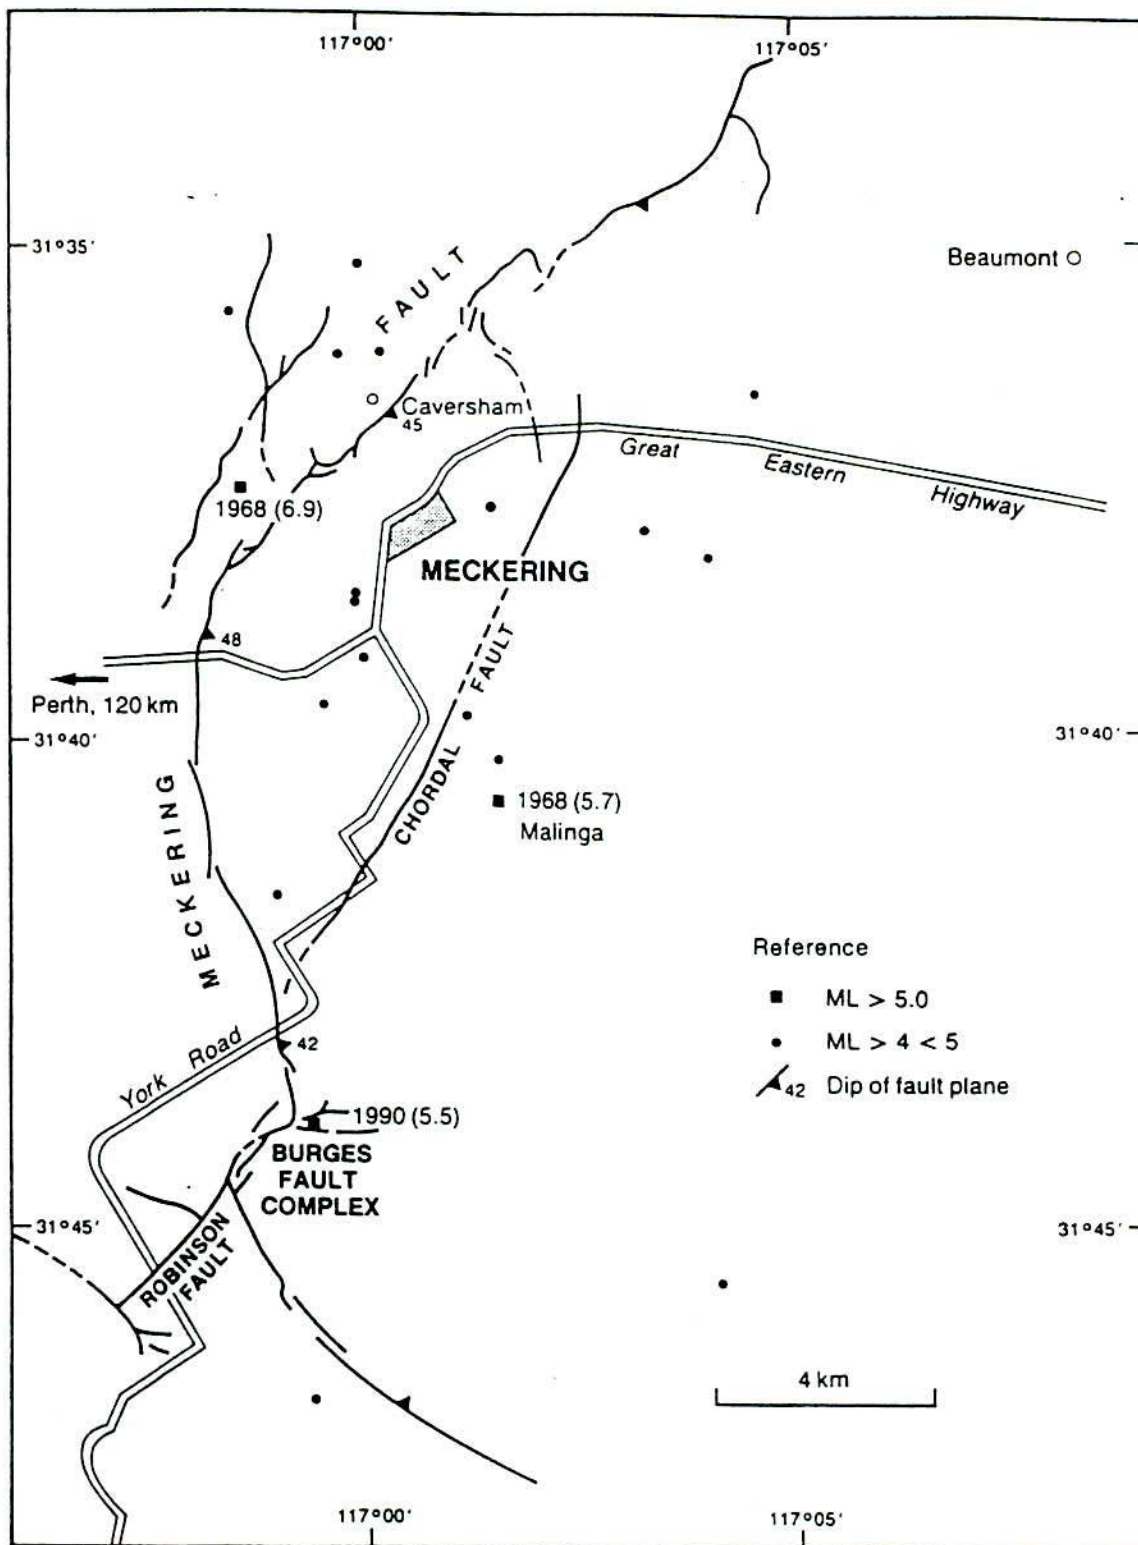 117°00'
117°05'
31°35'
Beaumont
FAULT
Caversham
45
Great Eastern Highway
1968 (6.9)
MECKERING
48
Perth, 120 km
FAULT
31°40'
31°40'
CHORDAL
1968 (5.7)
Malinga
MECKERING
Reference
ML > 5.0
ML > 4 < 5
42 Dip of fault plane
York Road
42
1990 (5.5)
BURGES
FAULT
COMPLEX
31°45'
31°45'
ROBINSON
FAULT
4 km
117°00'
117°05'